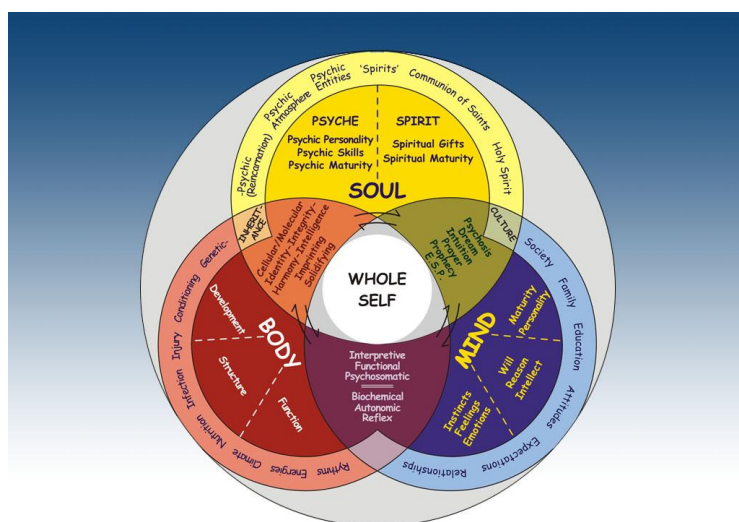 -Psychic
(Reincarnation)
Psychic
Atmosphere
Psychic
Entities
'Spirits'
Communion of Saints
Holy Spirit
PSYCHE
Psychic Personality
Psychic Skills
Psychic Maturity
SPIRIT
Spiritual Gifts
Spiritual Maturity
SOUL
INHERIT-
ANCE
CULTURE
Cellular/Molecular
Identity-Integrity-
Harmony-Intelligence
Imprinting
Solidifying
Psychosis
Dream
Intuition
Prayer
Prophecy
E.S.P.
WHOLE
SELF
Genetic-
Conditioning
Injury
Infection
Nutrition
Climate
Energies
Rythms
Development
Structure
Function
BODY
Interpretive
Functional
Psychosomatic
Biochemical
Autonomic
Reflex
MIND
Maturity
Personality
Will
Reason
Intellect
Instincts
Feelings
Emotions
Society
Family
Education
Attitudes
Expectations
Relationships